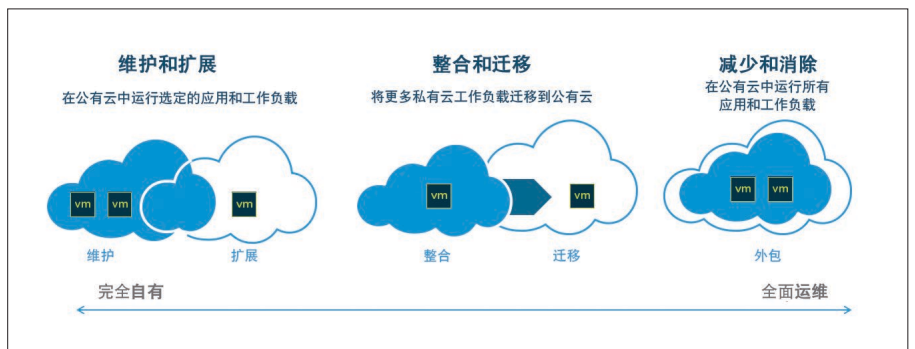 维护和扩展
在公有云中运行选定的应用和工作负载
vm
vm
vm
维护
扩展
整合和迁移
将更多私有云工作负载迁移到公有云
vm
vm
整合
迁移
减少和消除
在公有云中运行所有
应用和工作负载
vm
vm
外包
完全自有
全面运维